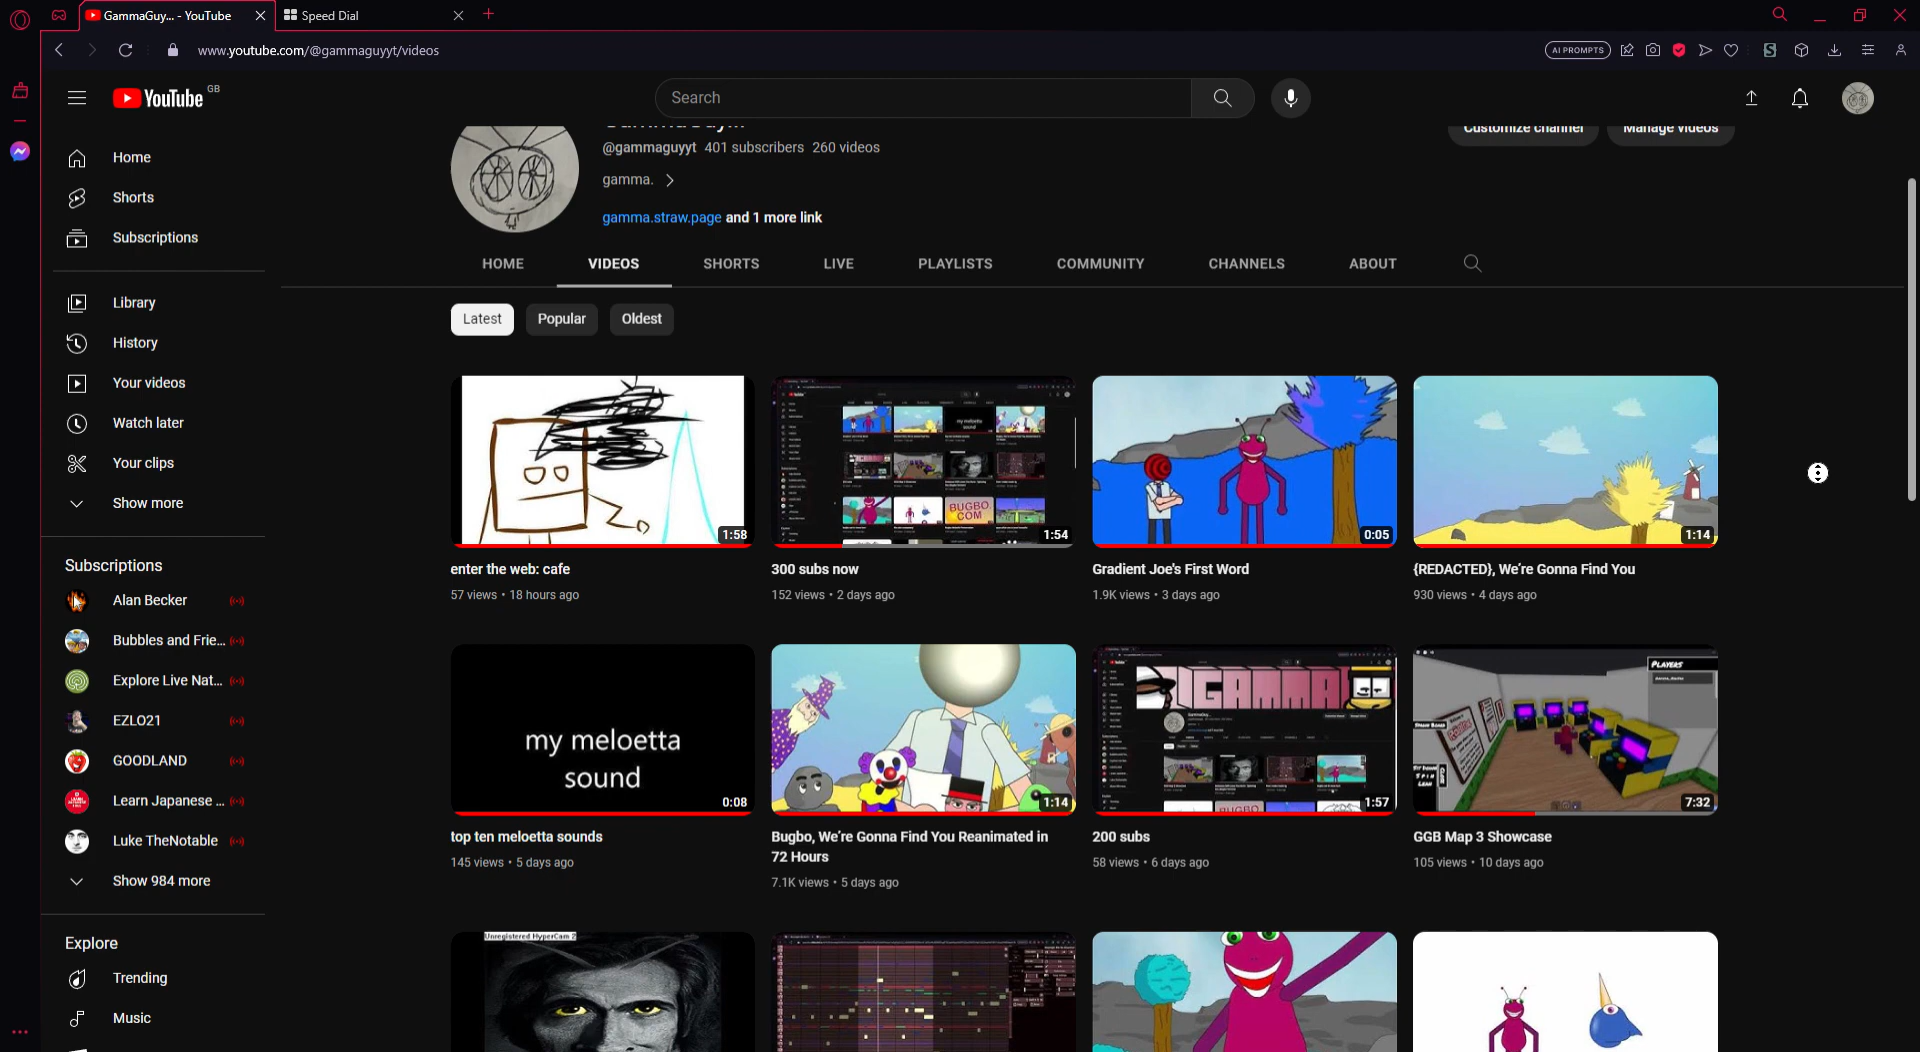 GammaGuy... - YouTube
Speed Dial
www.youtube.com/@gammaguyyt/videos
AI PROMPTS
YouTube GB
Search
Customize channel
Manage videos
@gammaguyyt 401 subscribers 260 videos
gamma.
gamma.straw.page and 1 more link
HOME
VIDEOS
SHORTS
LIVE
PLAYLISTS
COMMUNITY
CHANNELS
ABOUT
Latest
Popular
Oldest
Home
Shorts
Subscriptions
Library
History
Your videos
Watch later
Your clips
Show more
Subscriptions
Alan Becker
Bubbles and Frie...
Explore Live Nat...
EZLO21
GOODLAND
Learn Japanese ...
Luke TheNotable
Show 984 more
Explore
Trending
Music
1:58
enter the web: cafe
57 views • 18 hours ago
BUGBO.
COM
1:54
300 subs now
152 views • 2 days ago
0:05
Gradient Joe's First Word
1.9K views • 3 days ago
1:14
{REDACTED}, We're Gonna Find You
930 views • 4 days ago
my meloetta
sound
0:08
top ten meloetta sounds
145 views • 5 days ago
1:14
Bugbo, We're Gonna Find You Reanimated in
72 Hours
7.1K views • 5 days ago
IGAMMA
1:57
200 subs
58 views • 6 days ago
PLAYERS
7:32
GGB Map 3 Showcase
105 views • 10 days ago
Unregistered HyperCam 2